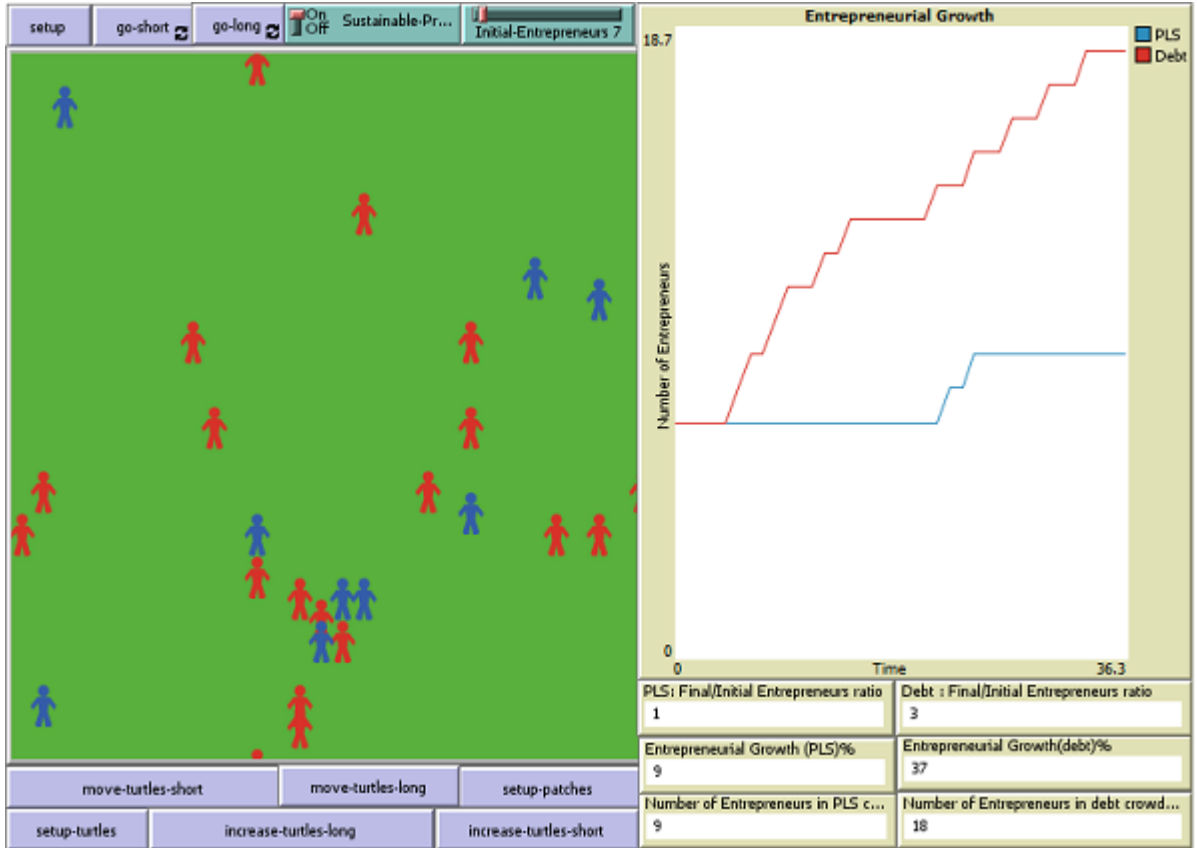 setup
go-short
go-long
On
Off
Sustainable-Pr...
Initial-Entrepreneurs 7
Entrepreneurial Growth
18.7
PLS
Debt
Number of Entrepreneurs
0
0
Time
36.3
PLS: Final/Initial Entrepreneurs ratio
1
Debt : Final/Initial Entrepreneurs ratio
3
Entrepreneurial Growth (PLS)%
9
Entrepreneurial Growth(debt)%
37
Number of Entrepreneurs in PLS c...
9
Number of Entrepreneurs in debt crowd...
18
move-turtles-short
move-turtles-long
setup-patches
setup-turtles
increase-turtles-long
increase-turtles-short